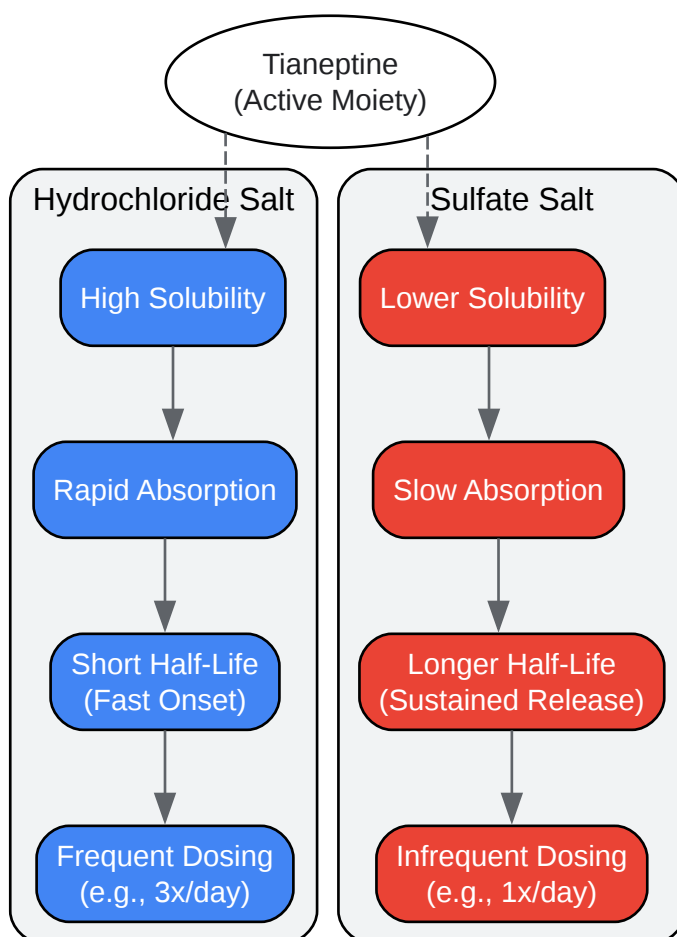 Tianeptine
(Active Moiety)
Hydrochloride Salt
High Solubility
Rapid Absorption
Short Half-Life
(Fast Onset)
Frequent Dosing
(e.g., 3x/day)
Sulfate Salt
Lower Solubility
Slow Absorption
Longer Half-Life
(Sustained Release)
Infrequent Dosing
(e.g., 1x/day)